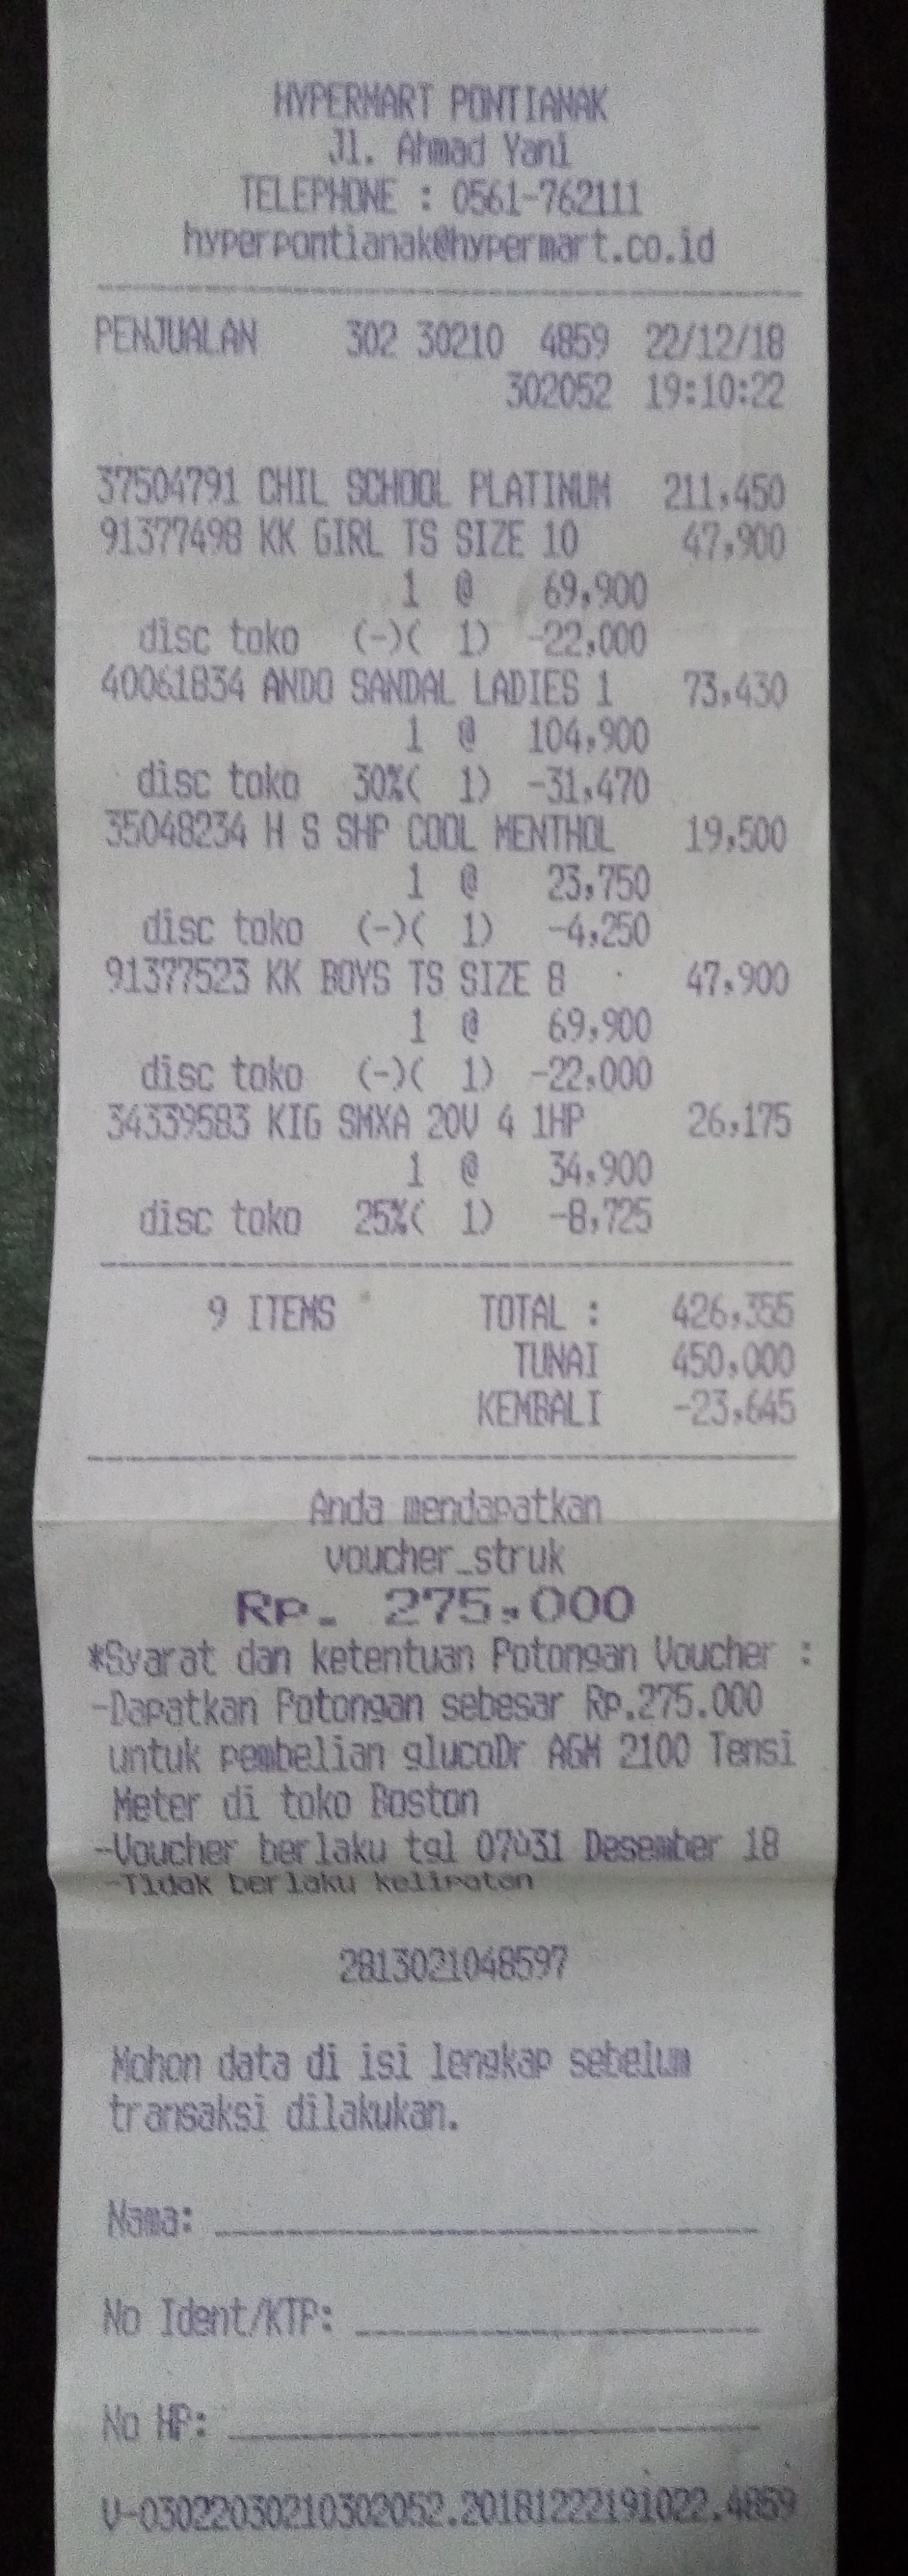 HYPERMART PONTIANAK
Jl. Ahmad Yani
TELEPHONE : 0561-762111
hyperpontianak@hypermart.co.id
PENJUALAN 302 30210 4859 22/12/18
302052 19:10:22
37504791 CHIL SCHOOL PLATINUM 211,450
91377498 KK GIRL TS SIZE 10 47,900
1 @ 69,900
disc toko (-)( 1) -22,000
40061834 ANDO SANDAL LADIES 1 73,430
1 @ 104,900
disc toko 30%( 1) -31,470
35048234 H S SHP COOL MENTHOL 19,500
1 @ 23,750
disc toko (-)( 1) -4,250
91377523 KK BOYS TS SIZE 8 47,900
1 @ 69,900
disc toko (-)( 1) -22,000
34339583 KIG SMXA 20V 4 1HP 26,175
1 @ 34,900
disc toko 25%( 1) -8,725
9 ITEMS TOTAL : 426,355
TUNAI 450,000
KEMBALI -23,645
Anda mendapatkan
voucher_struk
Rp. 275,000
*Syarat dan ketentuan Potongan Voucher :
-Dapatkan Potongan sebesar Rp.275.000
untuk pembelian glucoDr AGM 2100 Tensi
Meter di toko Boston
-Voucher berlaku tgl Desember 18
-Tidak berlaku kelipatan
2813021048597
Mohon data di isi lengkap sebelum
transaksi dilakukan.
Nama:
No Ident/KTP:
No HP:
V-03022030210302052.20181222191022.4859